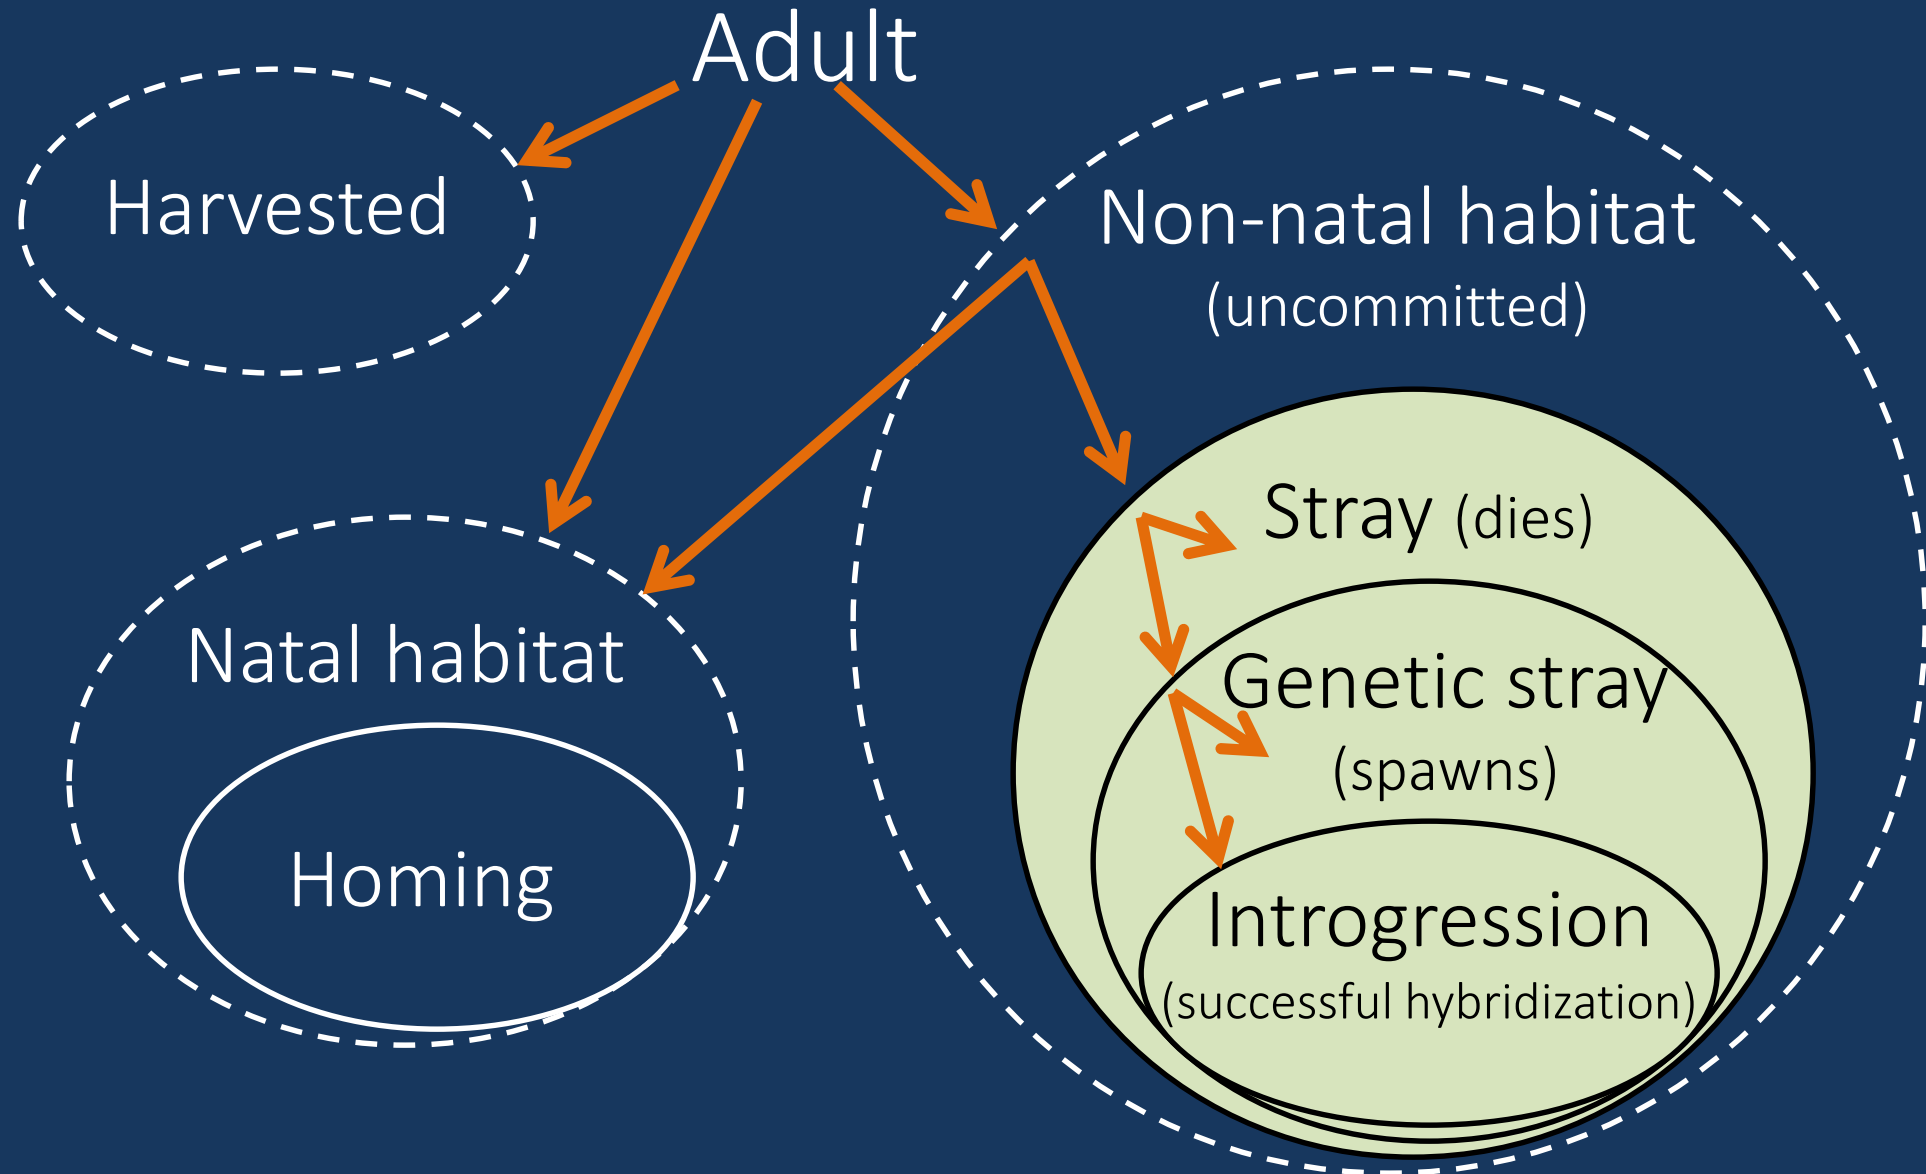 Adult
Harvested
Non-natal habitat
(uncommitted)
Stray (dies)
Natal habitat
Genetic stray
(spawns)
Homing
Introgression
(successful hybridization)